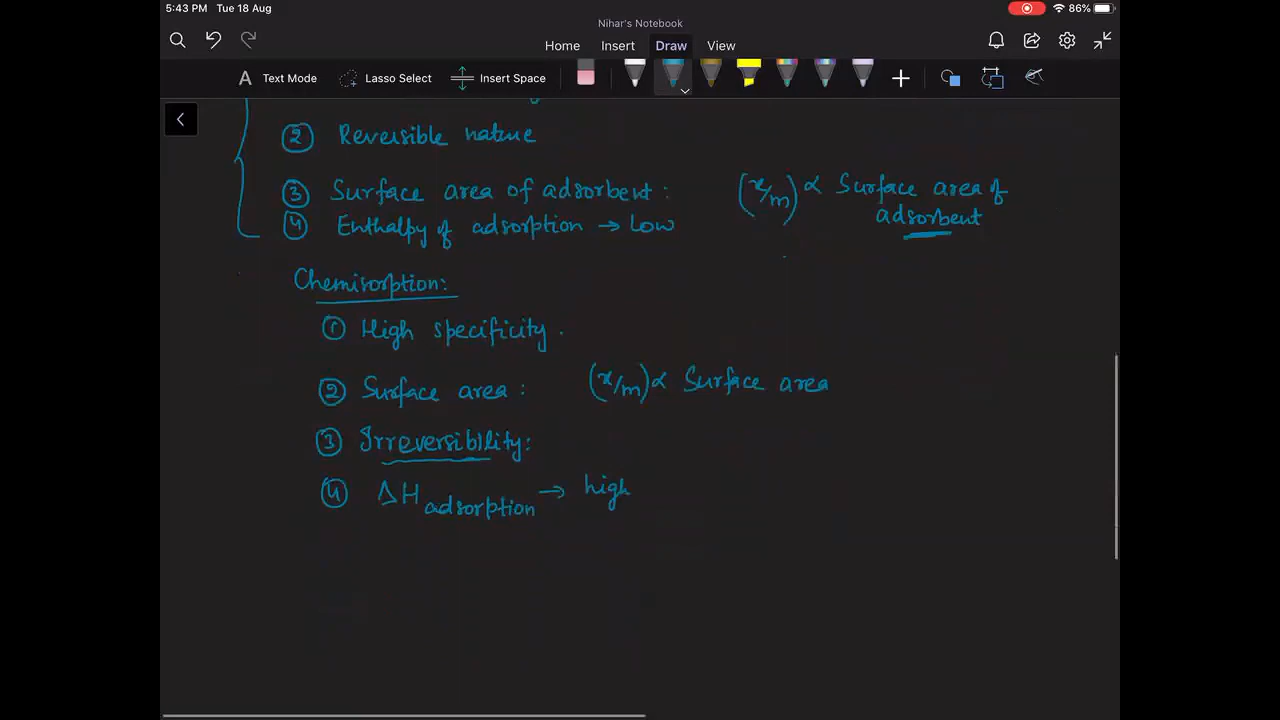 5:43 PM Tue 18 Aug
86%
Nihar's Notebook
Home Insert Draw View
A Text Mode Lasso Select Insert Space
② Reversible nature
③ Surface area of adsorbent : (x/m) ∝ Surface area of
adsorbent
④ Enthalpy of adsorption → Low
Chemisorption:
① High specificity.
② Surface area : (x/m) ∝ Surface area
③ Irreversibility:
④ ΔH adsorption → high